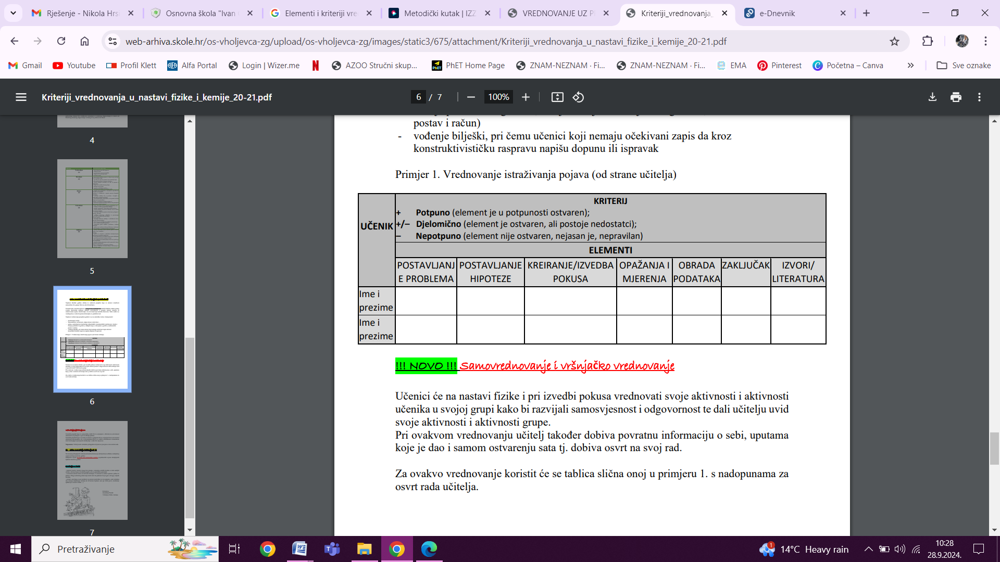 Rješenje - Nikola Hrs
Osnovna škola "Ivan
Elementi i kriteriji vre
Metodički kutak | IZZ
VREDNOVANJE UZ P
Kriteriji_vrednovanja_
e-Dnevnik
web-arhiva.skole.hr/os-vholjevca-zg/upload/os-vholjevca-zg/images/static3/675/attachment/Kriteriji_vrednovanja_u_nastavi_fizike_i_kemije_20-21.pdf
Gmail
Youtube
Profil Klett
Alfa Portal
Login | Wizer.me
AZOO Stručni skup...
PhET Home Page
ZNAM-NEZNAM · Fi...
ZNAM-NEZNAM · Fi...
EMA
Pinterest
Početna – Canva
Sve oznake
Kriteriji_vrednovanja_u_nastavi_fizike_i_kemije_20-21.pdf
6 / 7
100%
4
5
6
7
postav i račun)
- vođenje bilješki, pri čemu učenici koji nemaju očekivani zapis da kroz
konstruktivističku raspravu napišu dopunu ili ispravak
Primjer 1. Vrednovanje istraživanja pojava (od strane učitelja)
UČENIK
KRITERIJ
+ Potpuno (element je u potpunosti ostvaren);
+/– Djelomično (element je ostvaren, ali postoje nedostatci);
– Nepotpuno (element nije ostvaren, nejasan je, nepravilan)
ELEMENTI
POSTAVLJANJ
E PROBLEMA
POSTAVLJANJE
HIPOTEZE
KREIRANJE/IZVEDBA
POKUSA
OPAŽANJA I
MJERENJA
OBRADA
PODATAKA
ZAKLJUČAK
IZVORI/
LITERATURA
Ime i
prezime
Ime i
prezime
!!! NOVO !!! Samovrednovanje i vršnjačko vrednovanje
Učenici će na nastavi fizike i pri izvedbi pokusa vrednovati svoje aktivnosti i aktivnosti
učenika u svojoj grupi kako bi razvijali samosvjesnost i odgovornost te dali učitelju uvid
svoje aktivnosti i aktivnosti grupe.
Pri ovakvom vrednovanju učitelj također dobiva povratnu informaciju o sebi, uputama
koje je dao i samom ostvarenju sata tj. dobiva osvrt na svoj rad.
Za ovakvo vrednovanje koristit će se tablica slična onoj u primjeru 1. s nadopunama za
osvrt rada učitelja.
Pretraživanje
14°C Heavy rain
10:28
28.9.2024.